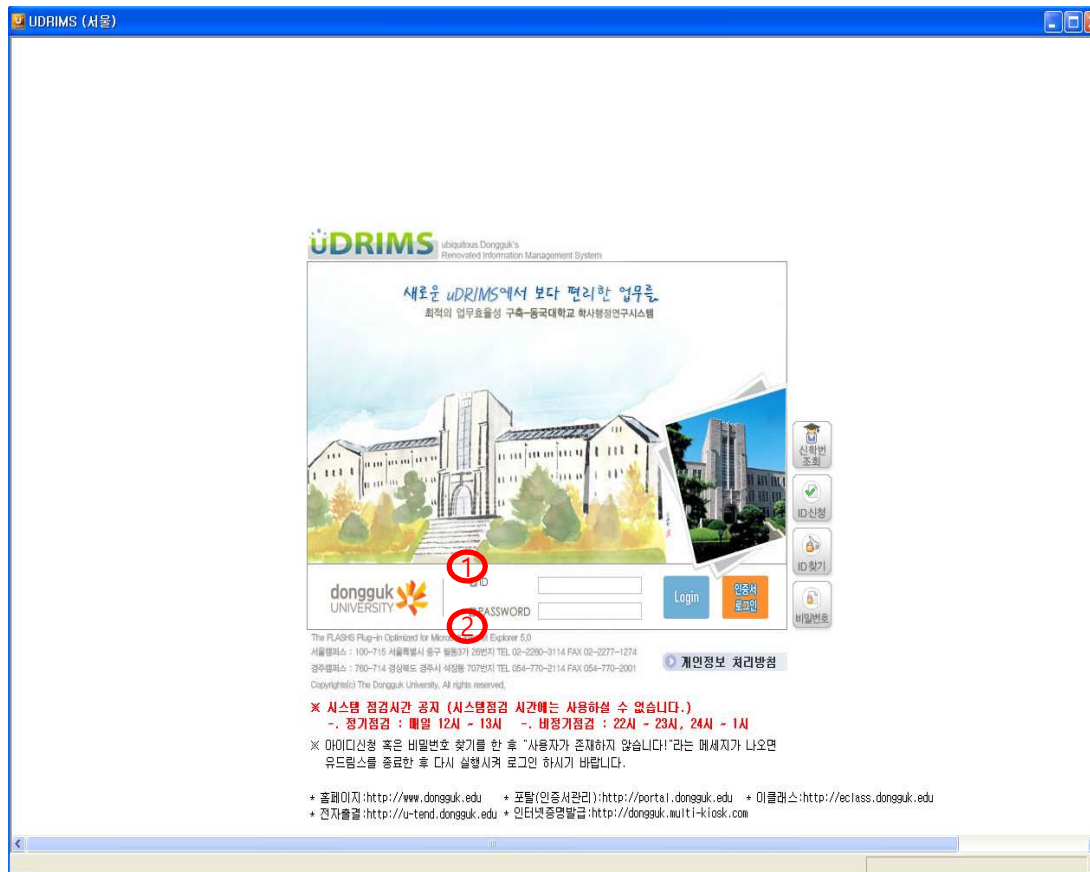 UDRIMS (서울)
uDRIMS ubiquitous Dongguk's
Renovated Information Management System
새로운 uDRIMS에서 보다 편리한 업무를
최적의 업무효율성 구축-동국대학교 학사행정연구시스템
신학번
조회
ID신청
ID찾기
비밀번호
①
ID
②
PASSWORD
dongguk
UNIVERSITY
Login
인증서
로그인
The FLASHS Plug-in Optimized for Explorer 5.0
서울캠퍼스 : 100-715 서울특별시 중구 필동3가 26번지 TEL 02-2260-3114 FAX 02-2277-1274
경주캠퍼스 : 780-714 경상북도 경주시 석장동 707번지 TEL 054-770-2114 FAX 054-770-2001
Copyrights(c) The Dongguk University, All rights reserved,
개인정보 처리방침
※ 시스템 점검시간 공지 (시스템점검 시간에는 사용하실 수 없습니다.)
-. 정기점검 : 매일 12시 ~ 13시 -. 비정기점검 : 22시 ~ 23시, 24시 ~ 1시
※ 아이디신청 혹은 비밀번호 찾기를 한 후 "사용자가 존재하지 않습니다!"라는 메세지가 나오면
유드림스를 종료한 후 다시 실행시켜 로그인 하시기 바랍니다.
* 홈페이지:http://www.dongguk.edu * 포탈(인증서관리):http://portal.dongguk.edu * 이클래스:http://eclass.dongguk.edu
* 전자출결:http://u-tend.dongguk.edu * 인터넷증명발급:http://dongguk.multi-kiosk.com